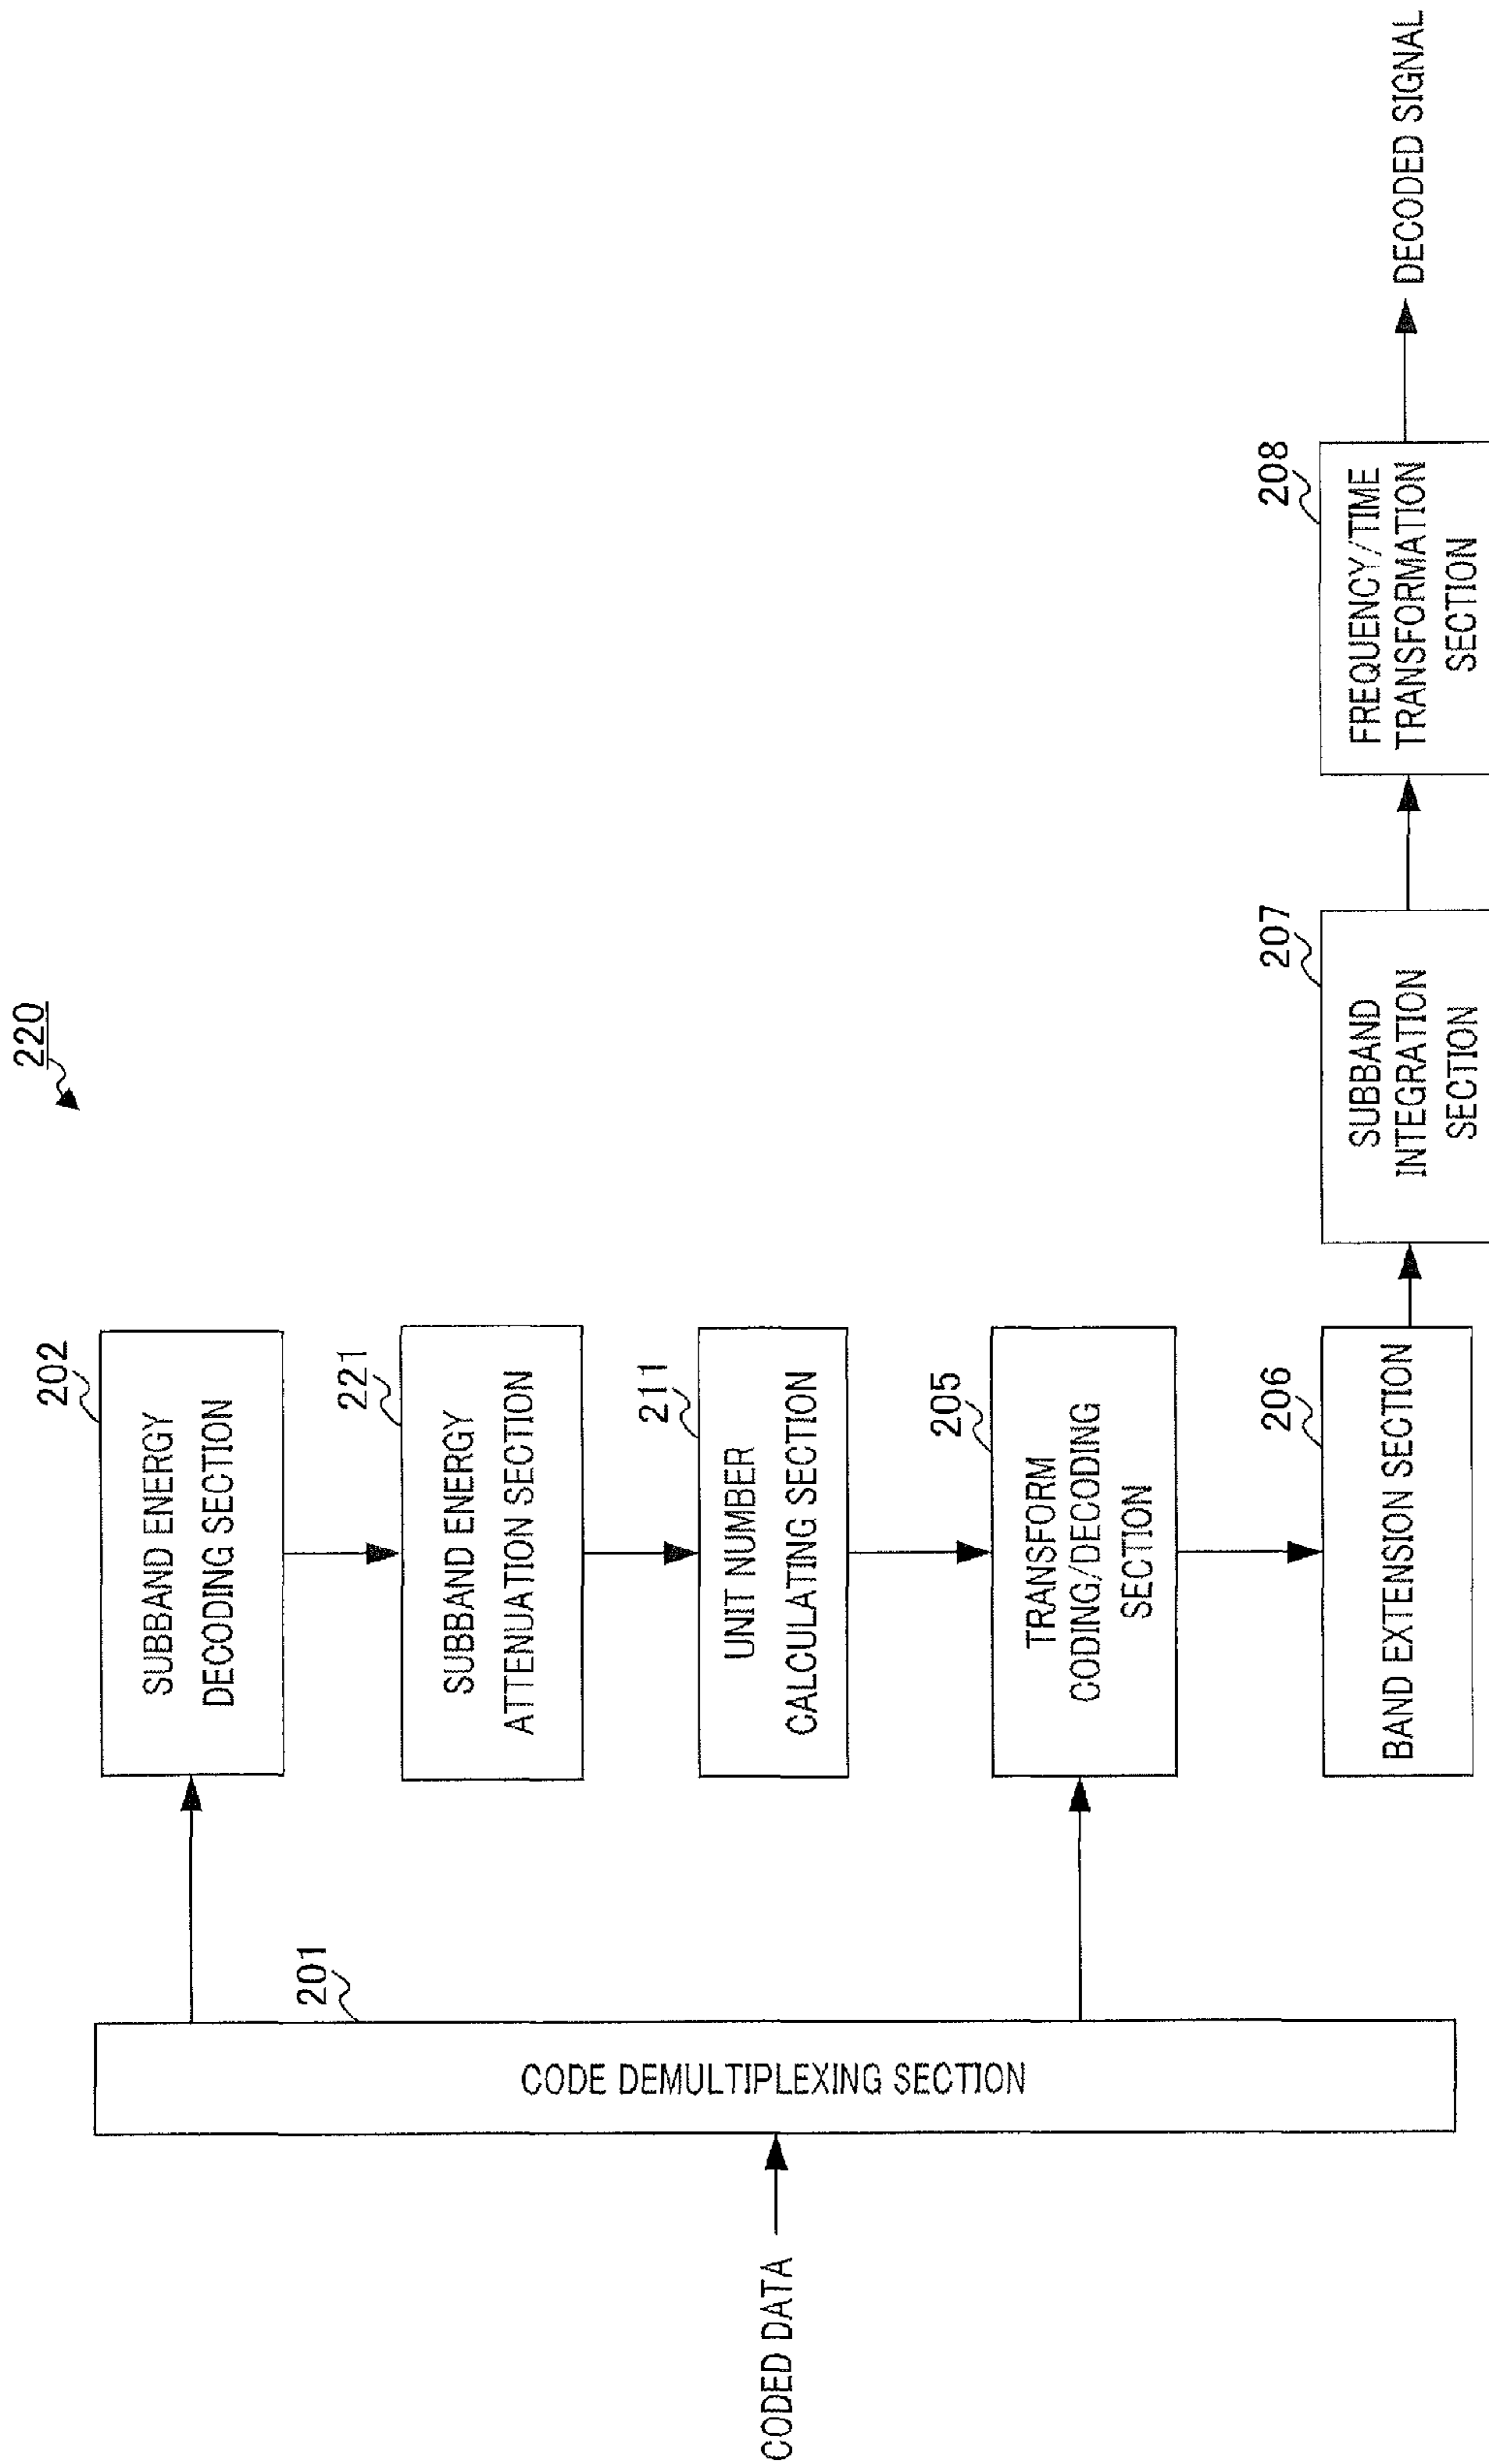 220
CODED DATA
201
CODE DEMULTIPLEXING SECTION
202
SUBBAND ENERGY
DECODING SECTION
221
SUBBAND ENERGY
ATTENUATION SECTION
211
UNIT NUMBER
CALCULATING SECTION
205
TRANSFORM
CODING/DECODING
SECTION
206
BAND EXTENSION SECTION
207
SUBBAND
INTEGRATION
SECTION
208
FREQUENCY/TIME
TRANSFORMATION
SECTION
DECODED SIGNAL